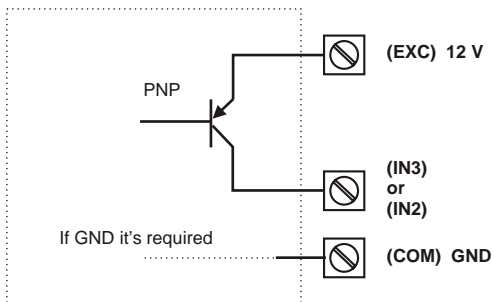 (EXC) 12 V
PNP
(IN3)
or
(IN2)
If GND it's required
(COM) GND